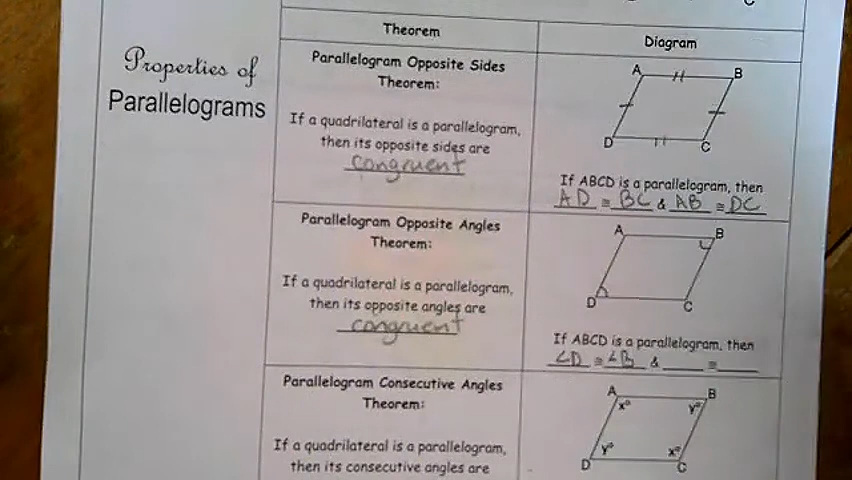 Theorem
Diagram
Properties of
Parallelograms
Parallelogram Opposite Sides
Theorem:
If a quadrilateral is a parallelogram,
then its opposite sides are
congruent
A B
D C
If ABCD is a parallelogram, then
AD ≅ BC & AB ≅ DC
Parallelogram Opposite Angles
Theorem:
If a quadrilateral is a parallelogram,
then its opposite angles are
congruent
A B
D C
If ABCD is a parallelogram, then
∠D ≅ ∠B & ____ ≅ ____
Parallelogram Consecutive Angles
Theorem:
If a quadrilateral is a parallelogram,
then its consecutive angles are
A B
x° y°
y° x°
D C